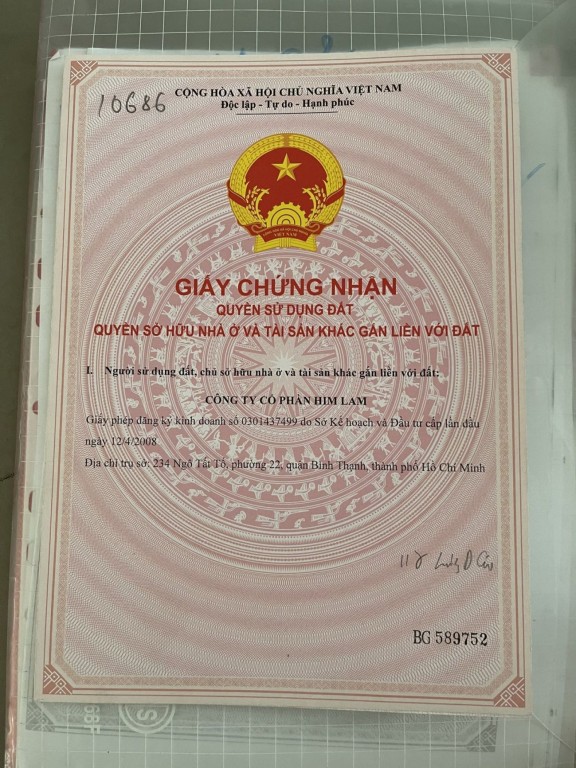 10686
CỘNG HÒA XÃ HỘI CHỦ NGHĨA VIỆT NAM
Độc lập - Tự do - Hạnh phúc
VIỆT NAM
GIẤY CHỨNG NHẬN
QUYỀN SỬ DỤNG ĐẤT
QUYỀN SỞ HỮU NHÀ Ở VÀ TÀI SẢN KHÁC GẮN LIỀN VỚI ĐẤT
I. Người sử dụng đất, chủ sở hữu nhà ở và tài sản khác gắn liền với đất:
CÔNG TY CỔ PHẦN HIM LAM
Giấy phép đăng ký kinh doanh số 0301437499 do Sở Kế hoạch và Đầu tư cấp lần đầu
ngày 12/4/2008
Địa chỉ trụ sở: 234 Ngô Tất Tố, phường 22, quận Bình Thạnh, thành phố Hồ Chí Minh
BG 589752